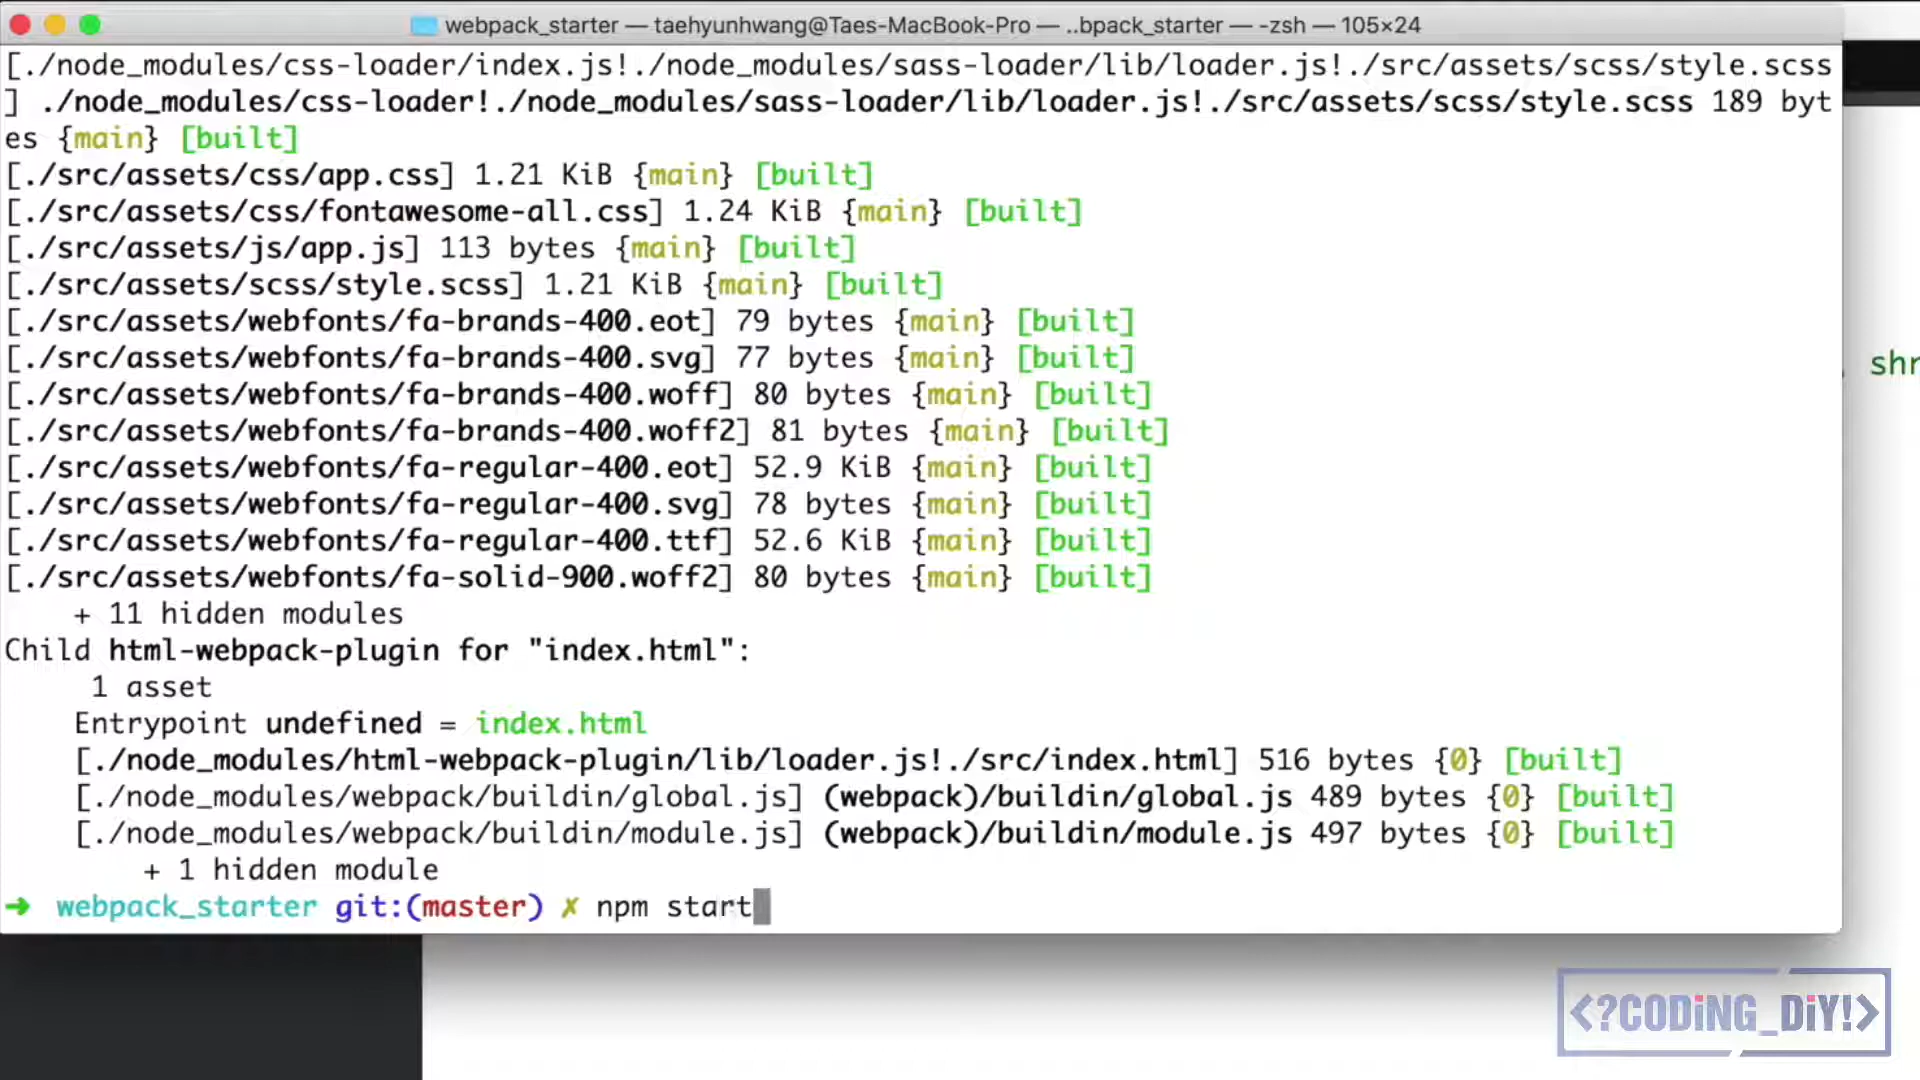 webpack_starter — taehyunhwang@Taes-MacBook-Pro — ..bpack_starter — -zsh — 105×24
[./node_modules/css-loader/index.js!./node_modules/sass-loader/lib/loader.js!./src/assets/scss/style.scss
] ./node_modules/css-loader!./node_modules/sass-loader/lib/loader.js!./src/assets/scss/style.scss 189 byt
es {main} [built]
[./src/assets/css/app.css] 1.21 KiB {main} [built]
[./src/assets/css/fontawesome-all.css] 1.24 KiB {main} [built]
[./src/assets/js/app.js] 113 bytes {main} [built]
[./src/assets/scss/style.scss] 1.21 KiB {main} [built]
[./src/assets/webfonts/fa-brands-400.eot] 79 bytes {main} [built]
[./src/assets/webfonts/fa-brands-400.svg] 77 bytes {main} [built]
[./src/assets/webfonts/fa-brands-400.woff] 80 bytes {main} [built]
[./src/assets/webfonts/fa-brands-400.woff2] 81 bytes {main} [built]
[./src/assets/webfonts/fa-regular-400.eot] 52.9 KiB {main} [built]
[./src/assets/webfonts/fa-regular-400.svg] 78 bytes {main} [built]
[./src/assets/webfonts/fa-regular-400.ttf] 52.6 KiB {main} [built]
[./src/assets/webfonts/fa-solid-900.woff2] 80 bytes {main} [built]
+ 11 hidden modules
Child html-webpack-plugin for "index.html":
1 asset
Entrypoint undefined = index.html
[./node_modules/html-webpack-plugin/lib/loader.js!./src/index.html] 516 bytes {0} [built]
[./node_modules/webpack/buildin/global.js] (webpack)/buildin/global.js 489 bytes {0} [built]
[./node_modules/webpack/buildin/module.js] (webpack)/buildin/module.js 497 bytes {0} [built]
+ 1 hidden module
➜ webpack_starter git:(master) ✗ npm start
<?CODiNG_DiY!>